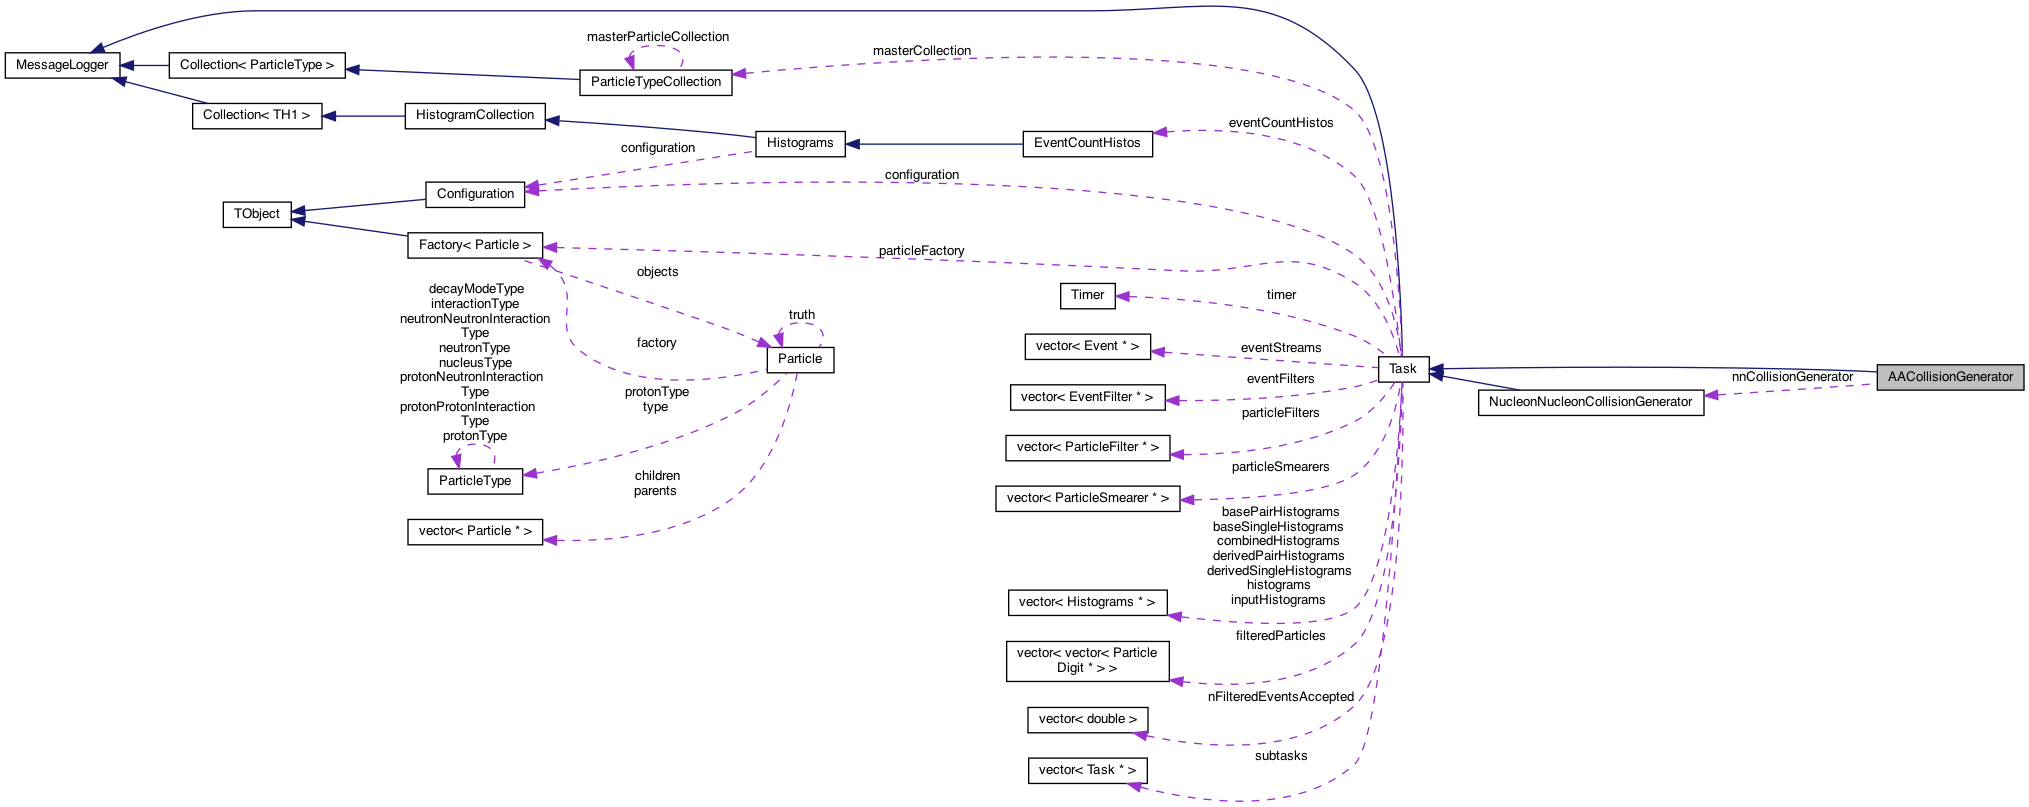 masterParticleCollection
masterCollection
MessageLogger
Collection< ParticleType >
ParticleTypeCollection
Collection< TH1 >
HistogramCollection
eventCountHistos
Histograms
EventCountHistos
configuration
configuration
Configuration
TObject
Factory< Particle >
particleFactory
objects
decayModeType
interactionType
neutronNeutronInteraction
Type
neutronType
nucleusType
protonNeutronInteraction
Type
protonProtonInteraction
Type
protonType
truth
factory
Particle
protonType
type
ParticleType
children
parents
vector< Particle * >
Timer
timer
vector< Event * >
eventStreams
eventFilters
vector< EventFilter * >
particleFilters
vector< ParticleFilter * >
particleSmearers
vector< ParticleSmearer * >
basePairHistograms
baseSingleHistograms
combinedHistograms
derivedPairHistograms
derivedSingleHistograms
histograms
inputHistograms
vector< Histograms * >
filteredParticles
vector< vector< Particle
Digit * > >
nFilteredEventsAccepted
vector< double >
subtasks
vector< Task * >
Task
nnCollisionGenerator
AACollisionGenerator
NucleonNucleonCollisionGenerator